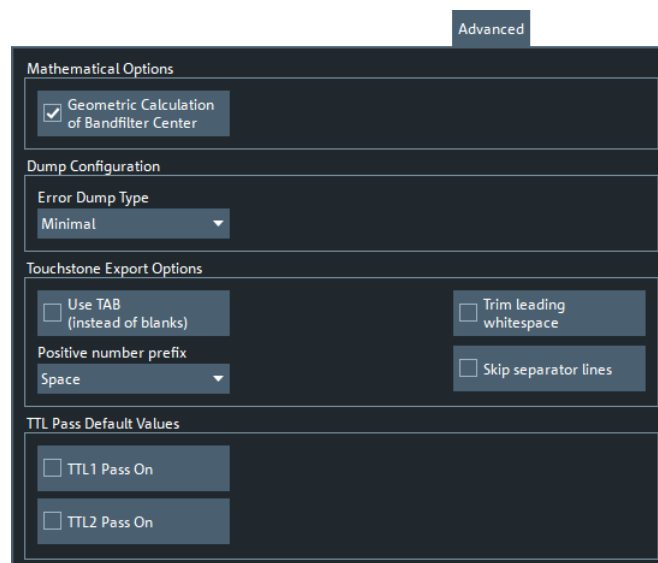 Advanced
Mathematical Options
Geometric Calculation
of Bandfilter Center
Dump Configuration
Error Dump Type
Minimal
Touchstone Export Options
Use TAB
(instead of blanks)
Trim leading
whitespace
Positive number prefix
Space
Skip separator lines
TTL Pass Default Values
TTL1 Pass On
TTL2 Pass On